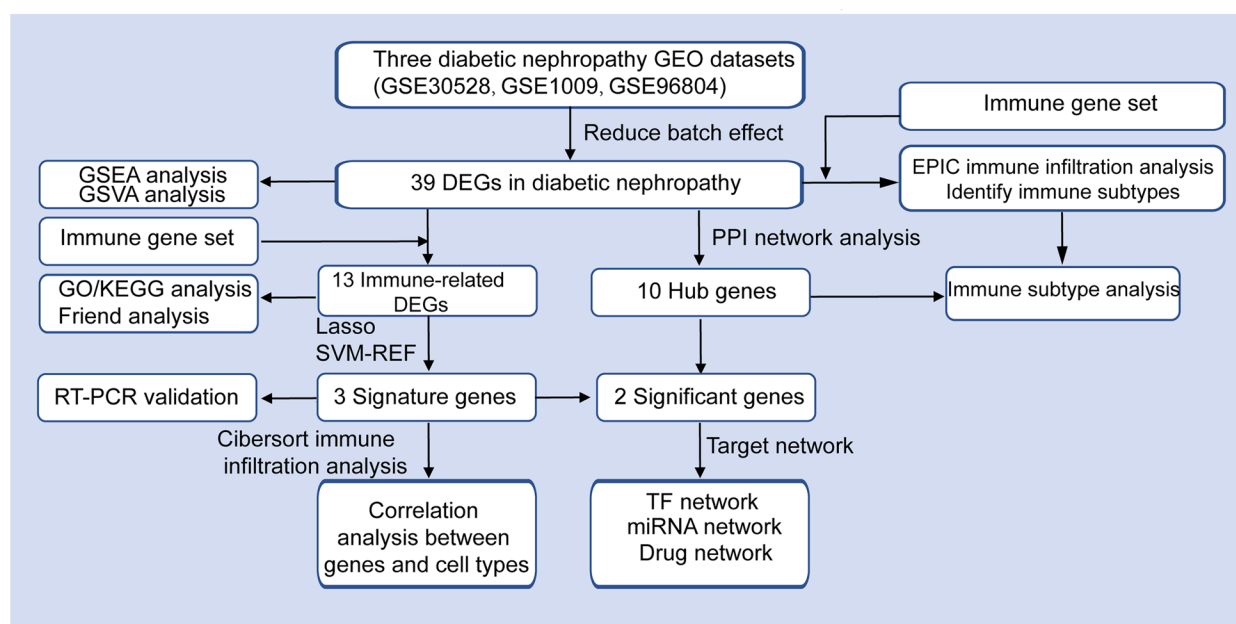 Three diabetic nephropathy GEO datasets
(GSE30528, GSE1009, GSE96804)
Immune gene set
Reduce batch effect
GSEA analysis
GSVA analysis
39 DEGs in diabetic nephropathy
EPIC immune infiltration analysis
Identify immune subtypes
Immune gene set
PPI network analysis
GO/KEGG analysis
Friend analysis
13 Immune-related
DEGs
10 Hub genes
Immune subtype analysis
Lasso
SVM-REF
RT-PCR validation
3 Signature genes
2 Significant genes
Cibersort immune
infiltration analysis
Target network
Correlation
analysis between
genes and cell types
TF network
miRNA network
Drug network